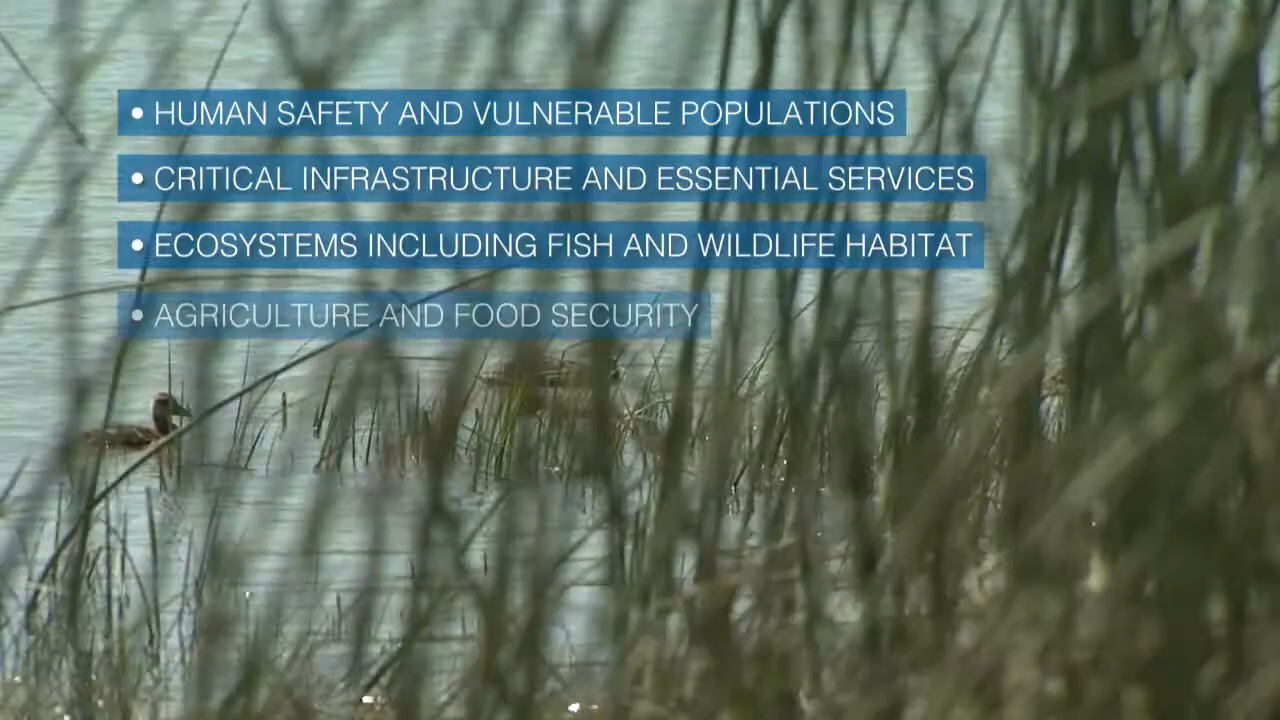 • HUMAN SAFETY AND VULNERABLE POPULATIONS
• CRITICAL INFRASTRUCTURE AND ESSENTIAL SERVICES
• ECOSYSTEMS INCLUDING FISH AND WILDLIFE HABITAT
• AGRICULTURE AND FOOD SECURITY